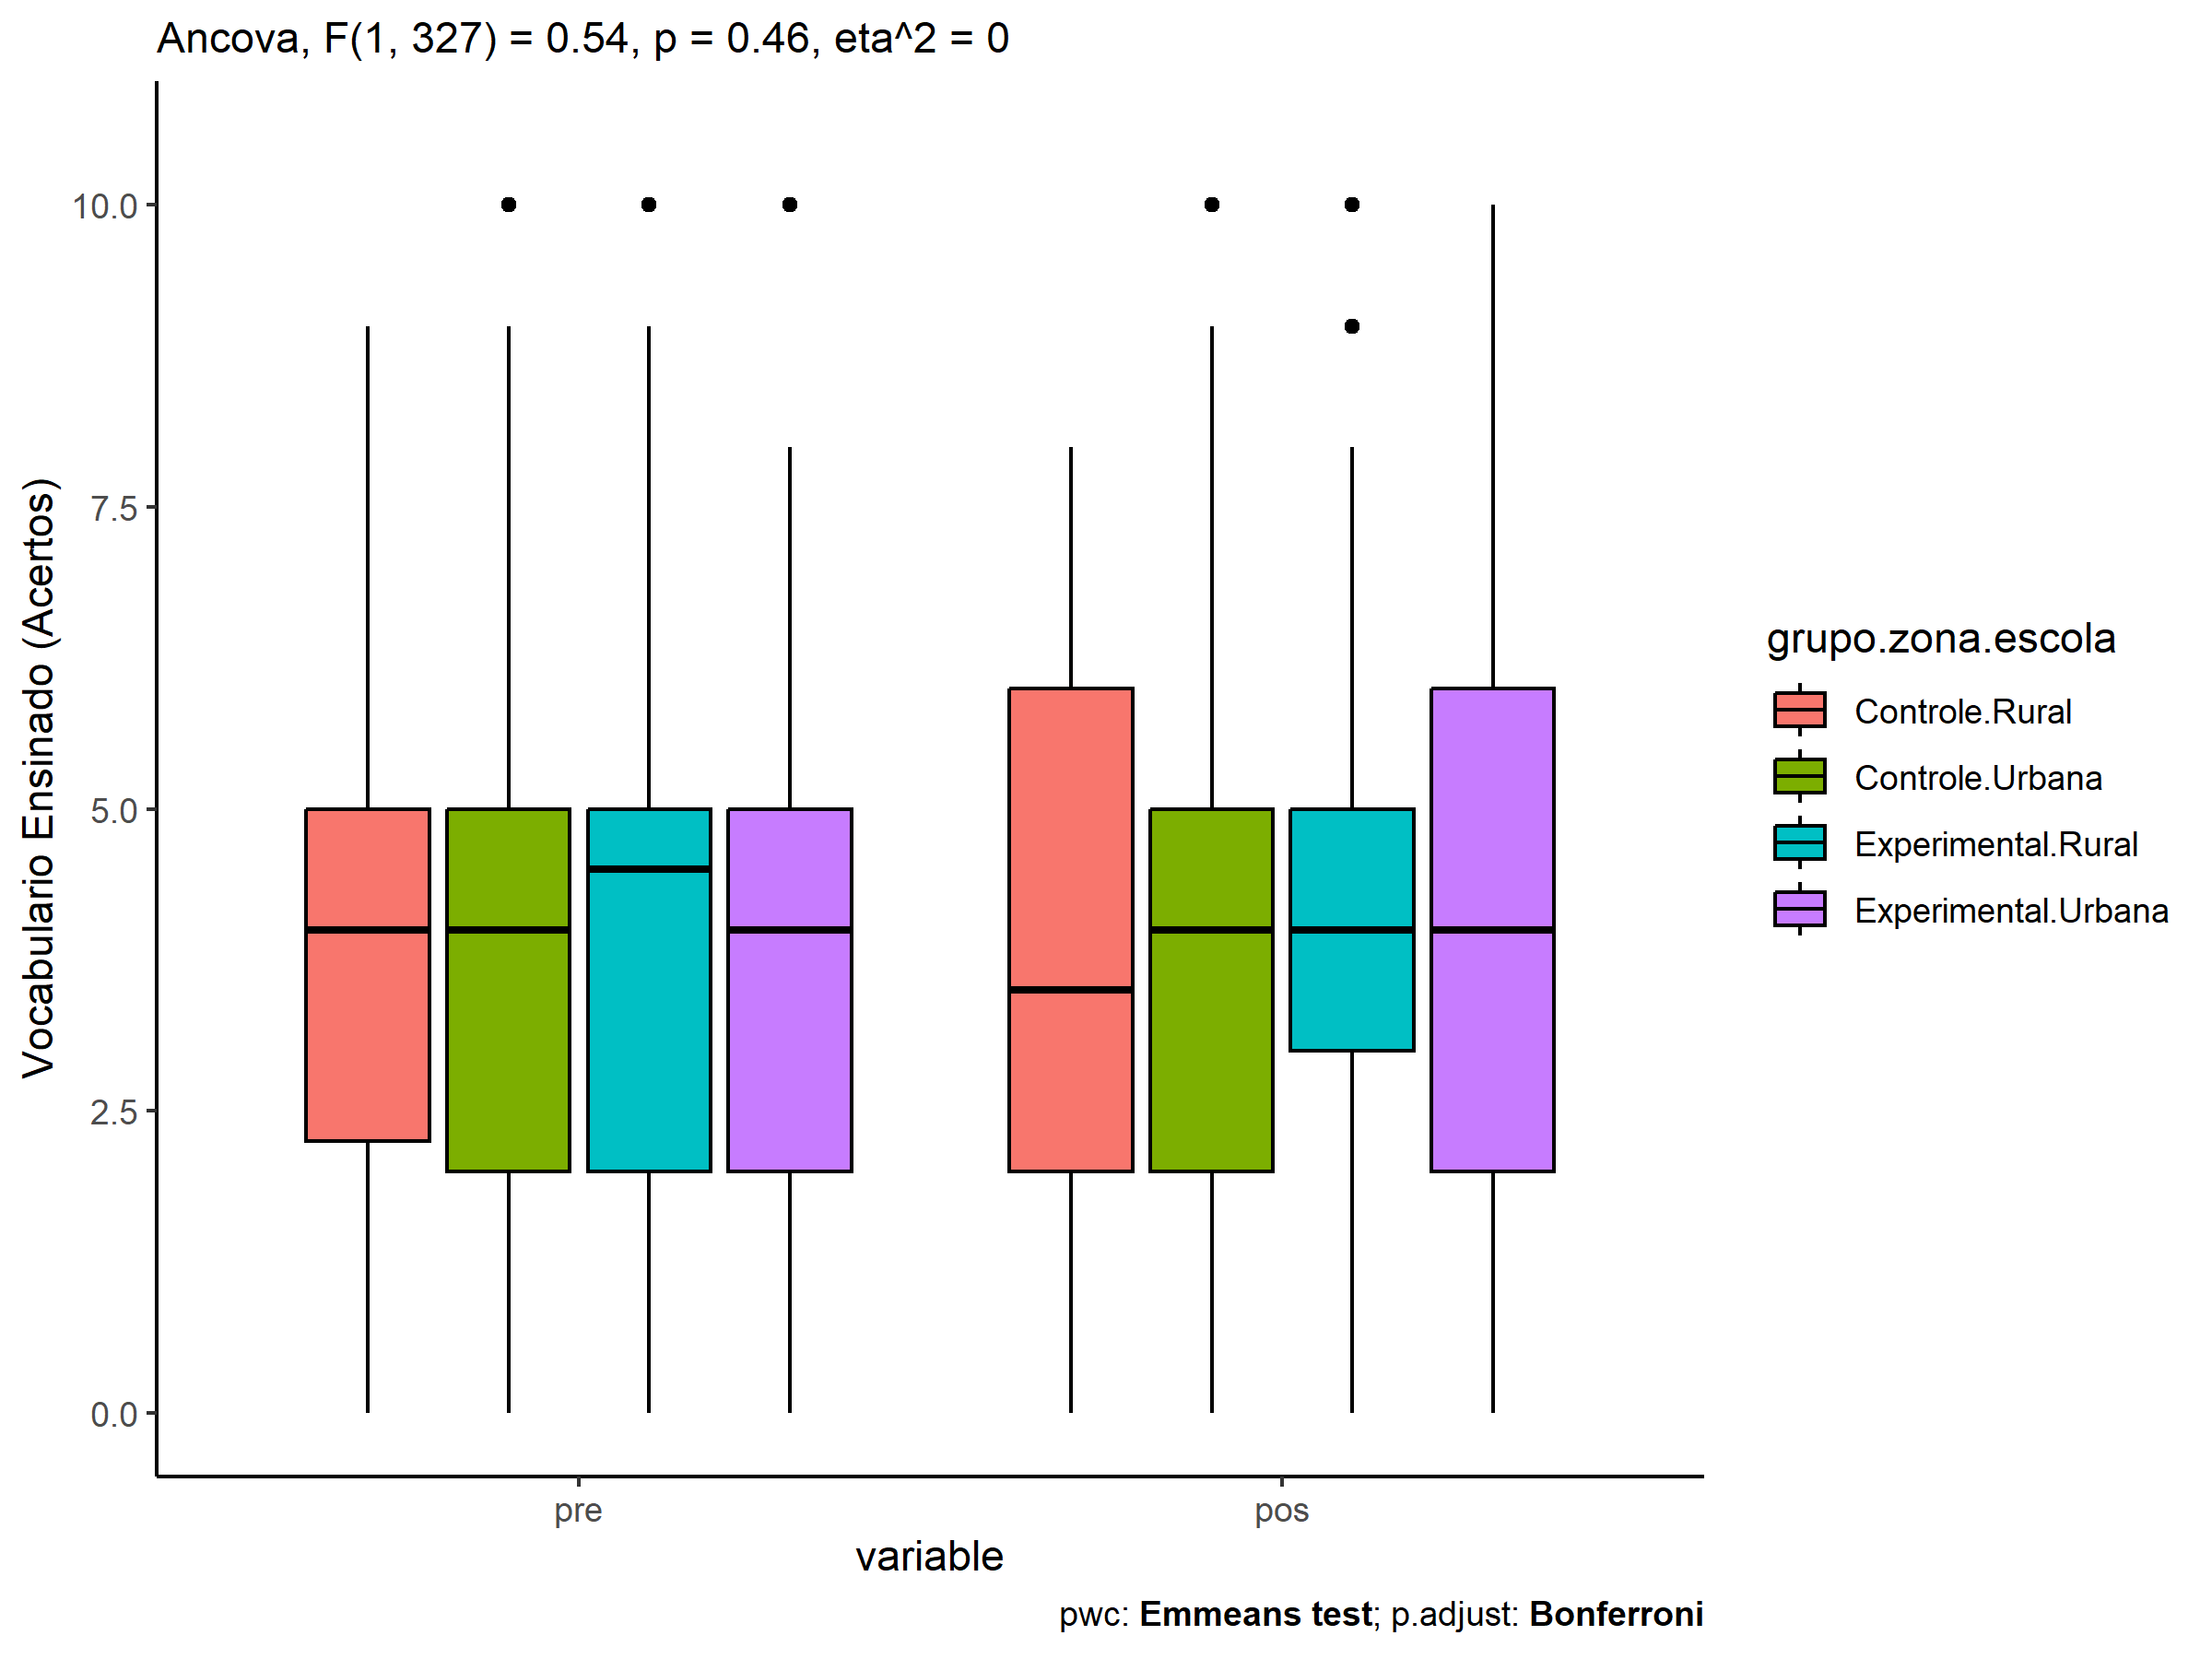 Ancova, F(1, 327) = 0.54, p = 0.46, eta^2 = 0
10.0
7.5
5.0
2.5
0.0
Vocabulario Ensinado (Acertos)
pre
pos
variable
grupo.zona.escola
Controle.Rural
Controle.Urbana
Experimental.Rural
Experimental.Urbana
pwc: Emmeans test; p.adjust: Bonferroni